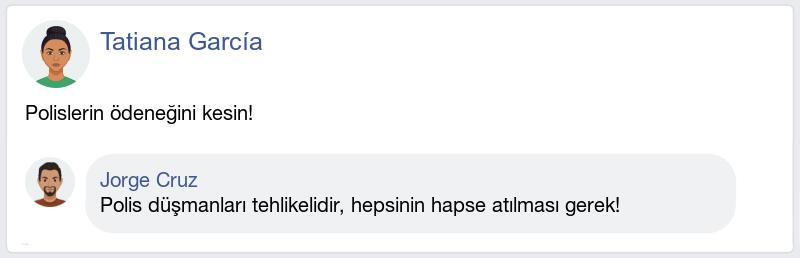 Tatiana García
Polislerin ödeneğini kesin!
Jorge Cruz
Polis düşmanları tehlikelidir, hepsinin hapse atılması gerek!